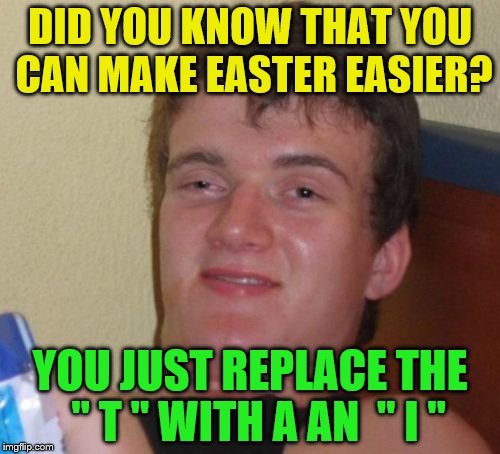 DID YOU KNOW THAT YOU
CAN MAKE EASTER EASIER?
YOU JUST REPLACE THE
" T " WITH A AN " I "
imgflip.com